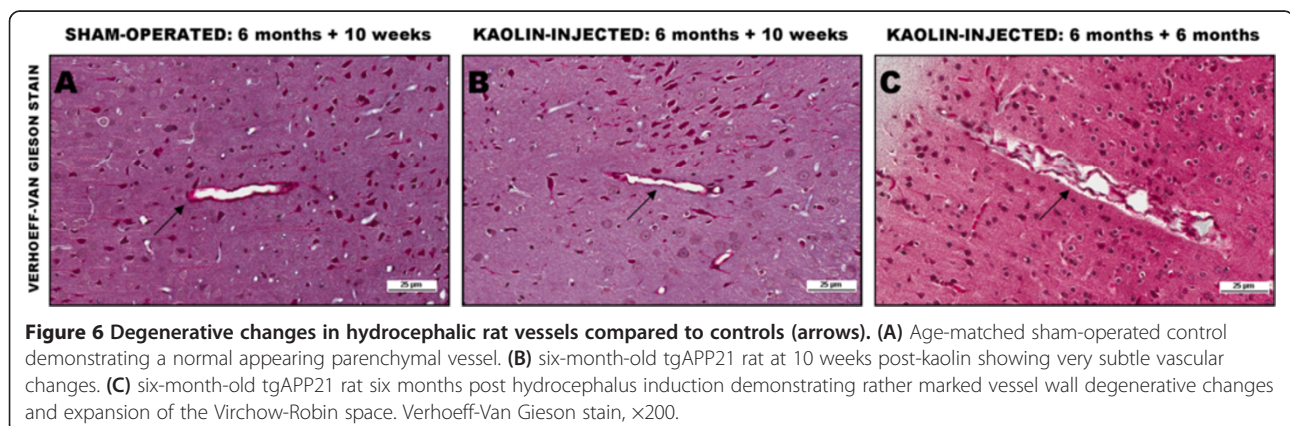 SHAM-OPERATED: 6 months + 10 weeks
KAOLIN-INJECTED: 6 months + 10 weeks
KAOLIN-INJECTED: 6 months + 6 months
VERHOEFF-VAN GIESON STAIN
A
B
C
25 µm
25 µm
25 µm
Figure 6 Degenerative changes in hydrocephalic rat vessels compared to controls (arrows). (A) Age-matched sham-operated control
demonstrating a normal appearing parenchymal vessel. (B) six-month-old tgAPP21 rat at 10 weeks post-kaolin showing very subtle vascular
changes. (C) six-month-old tgAPP21 rat six months post hydrocephalus induction demonstrating rather marked vessel wall degenerative changes
and expansion of the Virchow-Robin space. Verhoeff-Van Gieson stain, ×200.